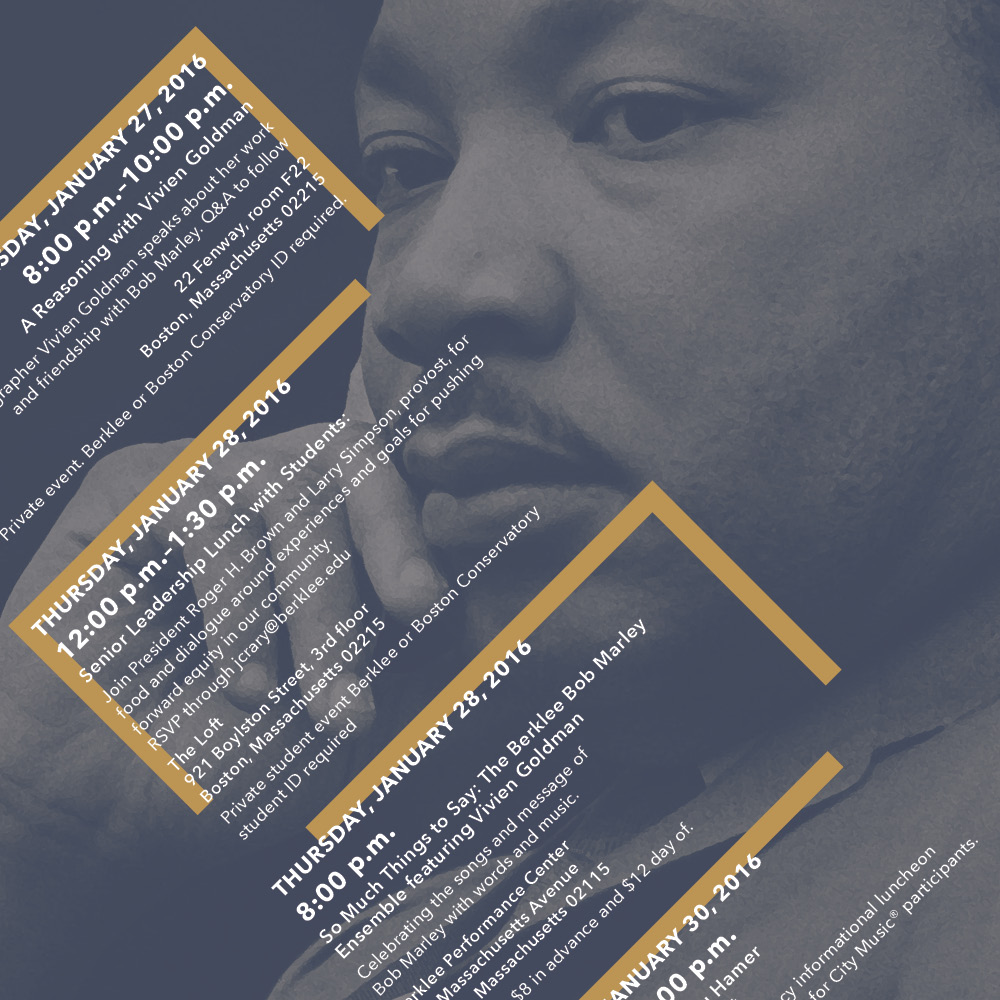 JANUARY 27, 2016
8:00 p.m.-10:00 p.m.
A Reasoning with Vivien Goldman
Vivien Goldman speaks about her work
and friendship with Bob Marley. Q&A to follow
22 Fenway, room F22
Boston, Massachusetts 02215
Private event. Berklee or Boston Conservatory ID required.
THURSDAY, JANUARY 28, 2016
12:00 p.m.-1:30 p.m.
Senior Leadership Lunch with Students:
Join President Roger H. Brown and Larry Simpson, provost, for
food and dialogue around experiences and goals for pushing
forward equity in our community.
RSVP through jcrary@berklee.edu
The Loft
921 Boylston Street, 3rd floor
Boston, Massachusetts 02215
Private student event Berklee or Boston Conservatory
student ID required
THURSDAY, JANUARY 28, 2016
8:00 p.m.
So Much Things to Say: The Berklee Bob Marley
Ensemble featuring Vivien Goldman
Celebrating the songs and message of
Bob Marley with words and music.
Performance Center
Massachusetts Avenue
Massachusetts 02115
$8 in advance and $12 day of.
30, 2016
p.m.
Hamer
informational luncheon
for City Music® participants.